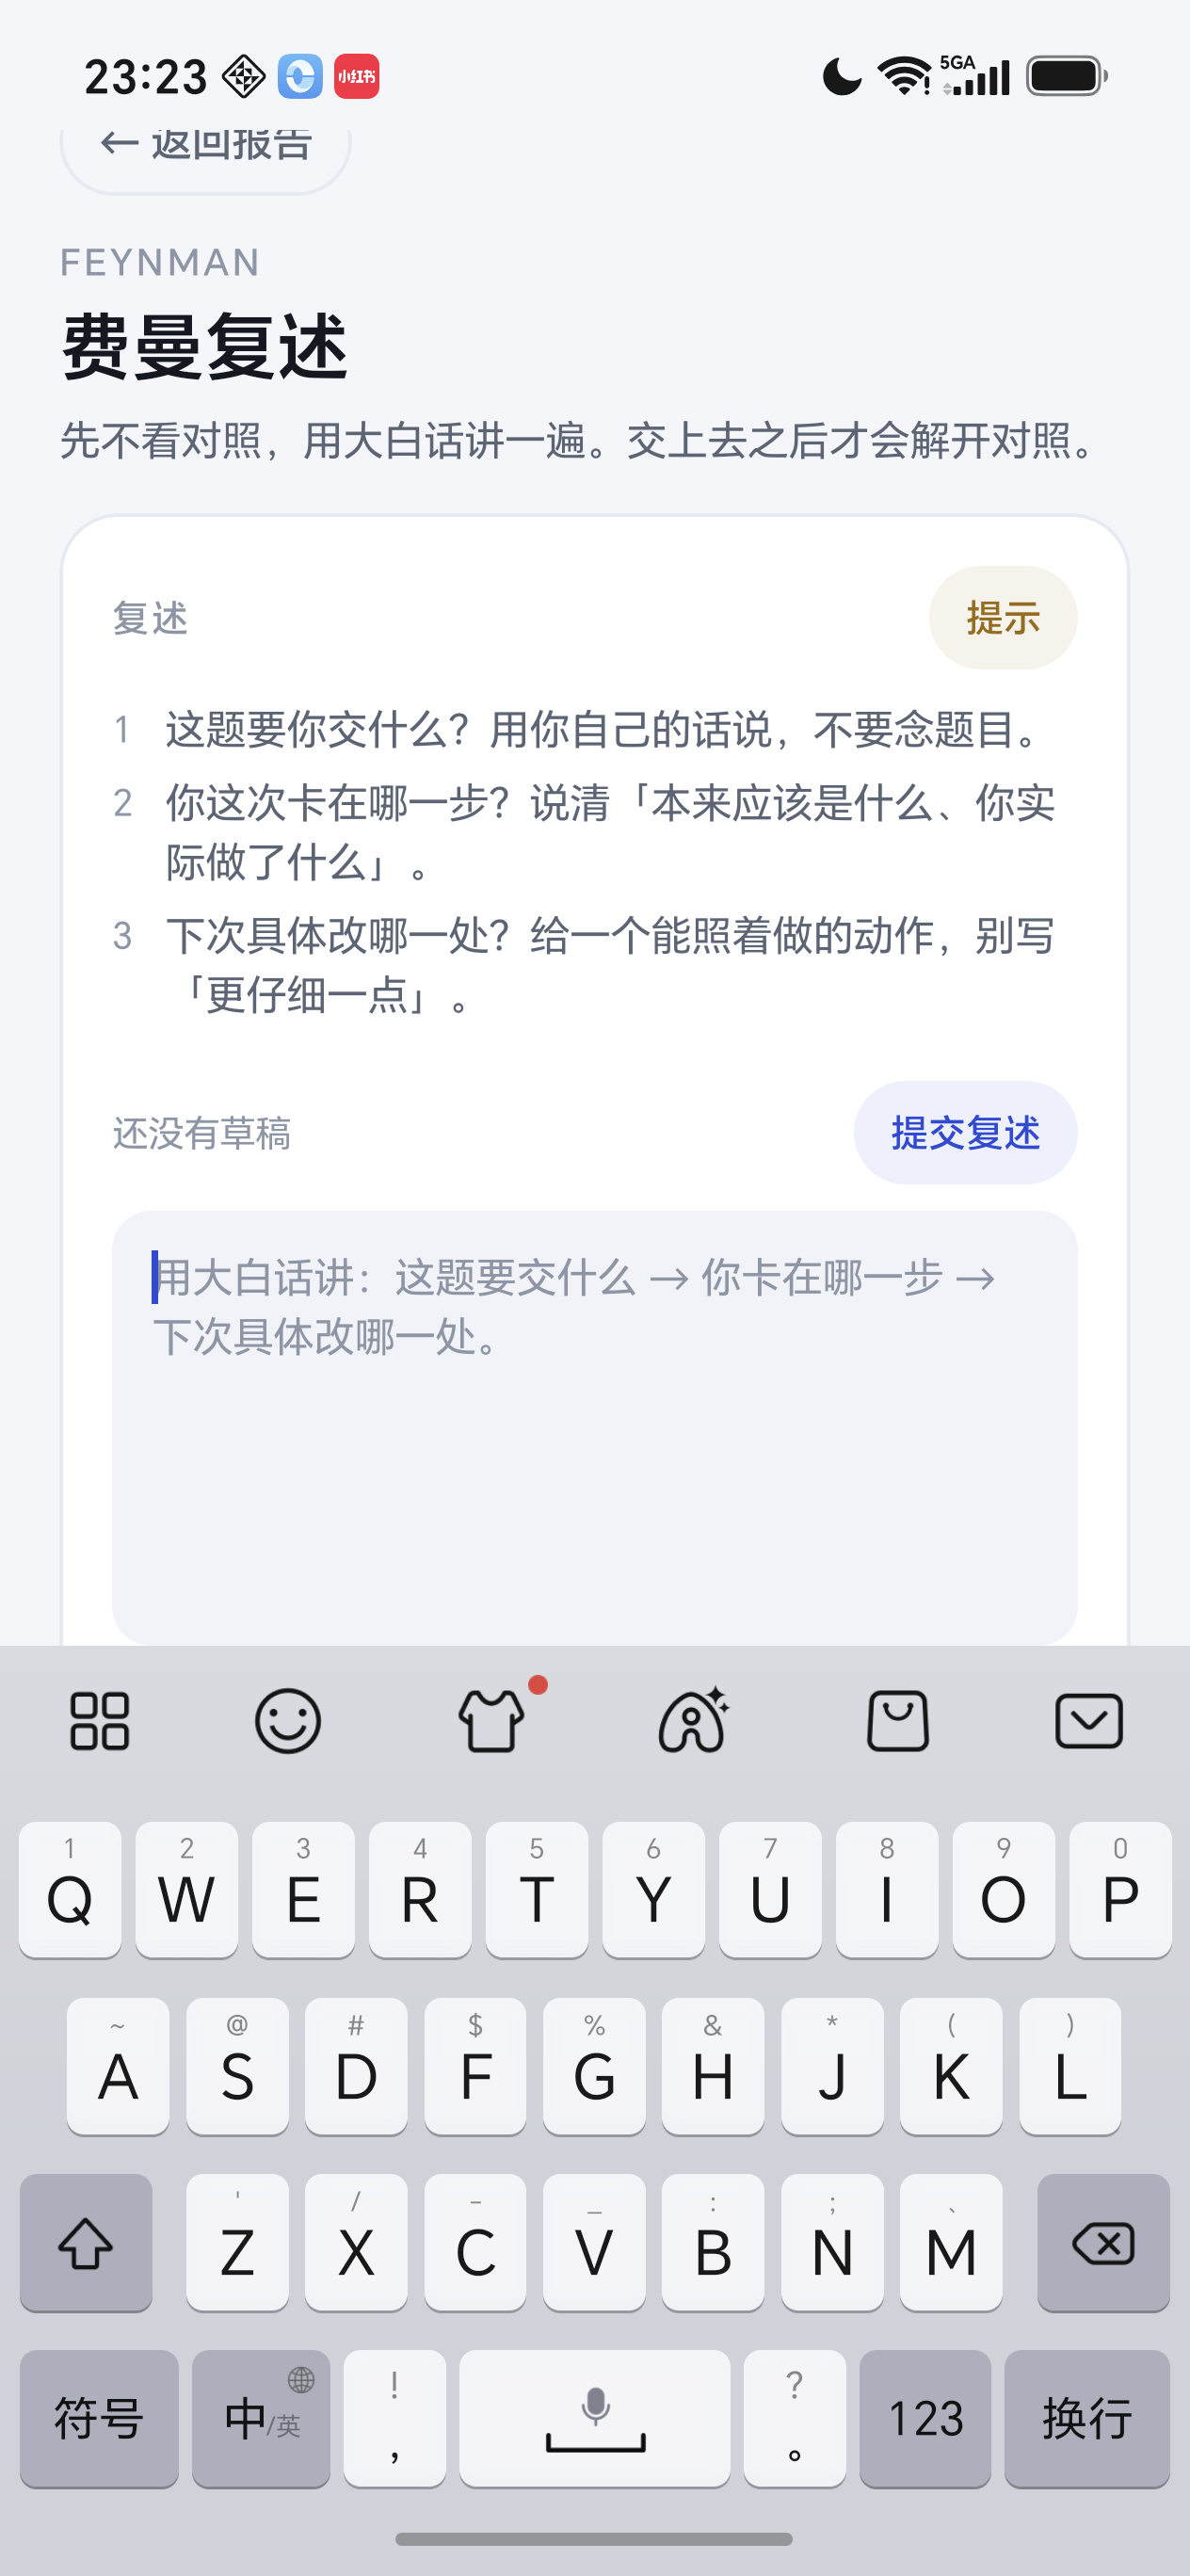 23:23
小红书
5GA
← 返回报告
FEYNMAN
费曼复述
先不看对照，用大白话讲一遍。交上去之后才会解开对照。
复述
提示
1 这题要你交什么？用你自己的话说，不要念题目。
2 你这次卡在哪一步？说清「本来应该是什么、你实
际做了什么」。
3 下次具体改哪一处？给一个能照着做的动作，别写
「更仔细一点」。
还没有草稿
提交复述
用大白话讲：这题要交什么 → 你卡在哪一步 →
下次具体改哪一处。
1 2 3 4 5 6 7 8 9 0
Q W E R T Y U I O P
~ @ # $ % & * ( )
A S D F G H J K L
' / - _ : ; 、
Z X C V B N M
! ?
符号 中/英 , 。 123 换行